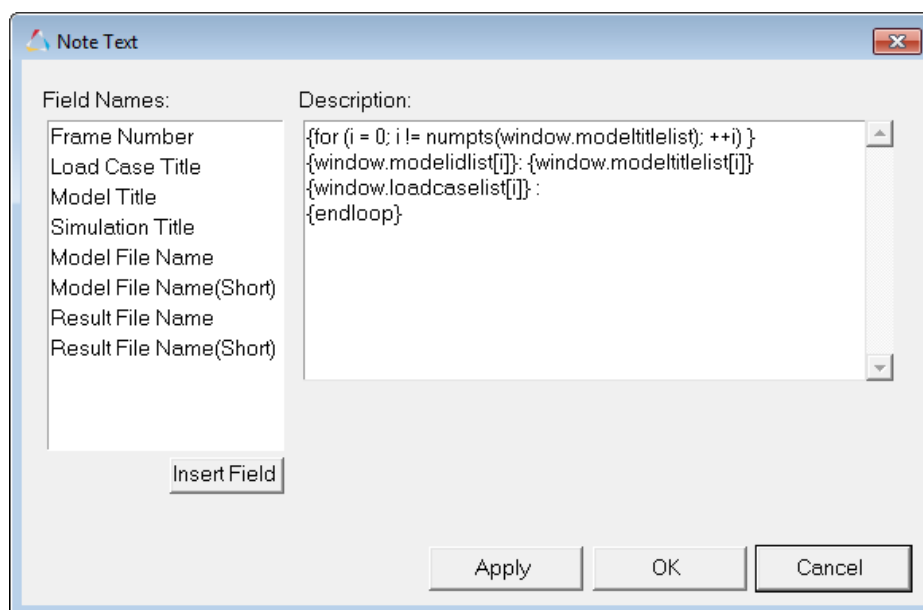 Note Text
Field Names:
Frame Number
Load Case Title
Model Title
Simulation Title
Model File Name
Model File Name(Short)
Result File Name
Result File Name(Short)
Insert Field
Description:
{for (i = 0; i != numpts(window.modeltitlelist); ++i) }
{window.modelidlist[i]}: {window.modeltitlelist[i]}
{window.loadcaselist[i]} :
{endloop}
Apply
OK
Cancel